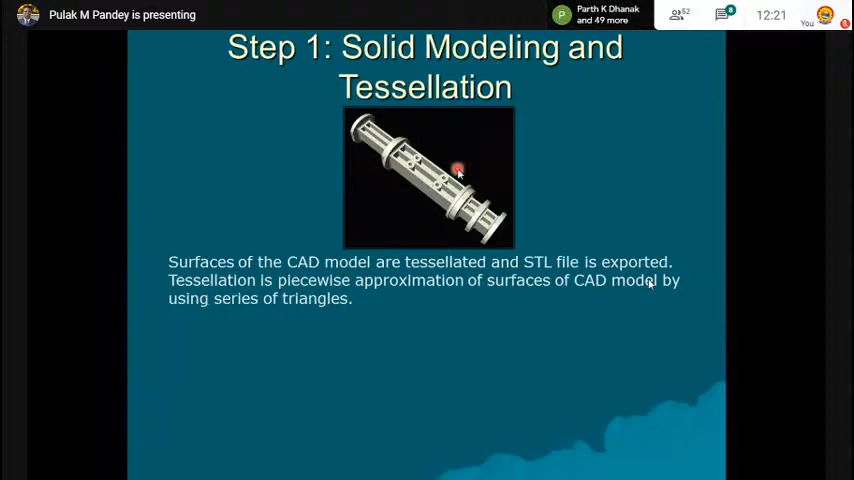 Pulak M Pandey is presenting
Parth K Dhanak
and 49 more
P
52
8
12:21
You
Step 1: Solid Modeling and
Tessellation
Surfaces of the CAD model are tessellated and STL file is exported.
Tessellation is piecewise approximation of surfaces of CAD model by
using series of triangles.